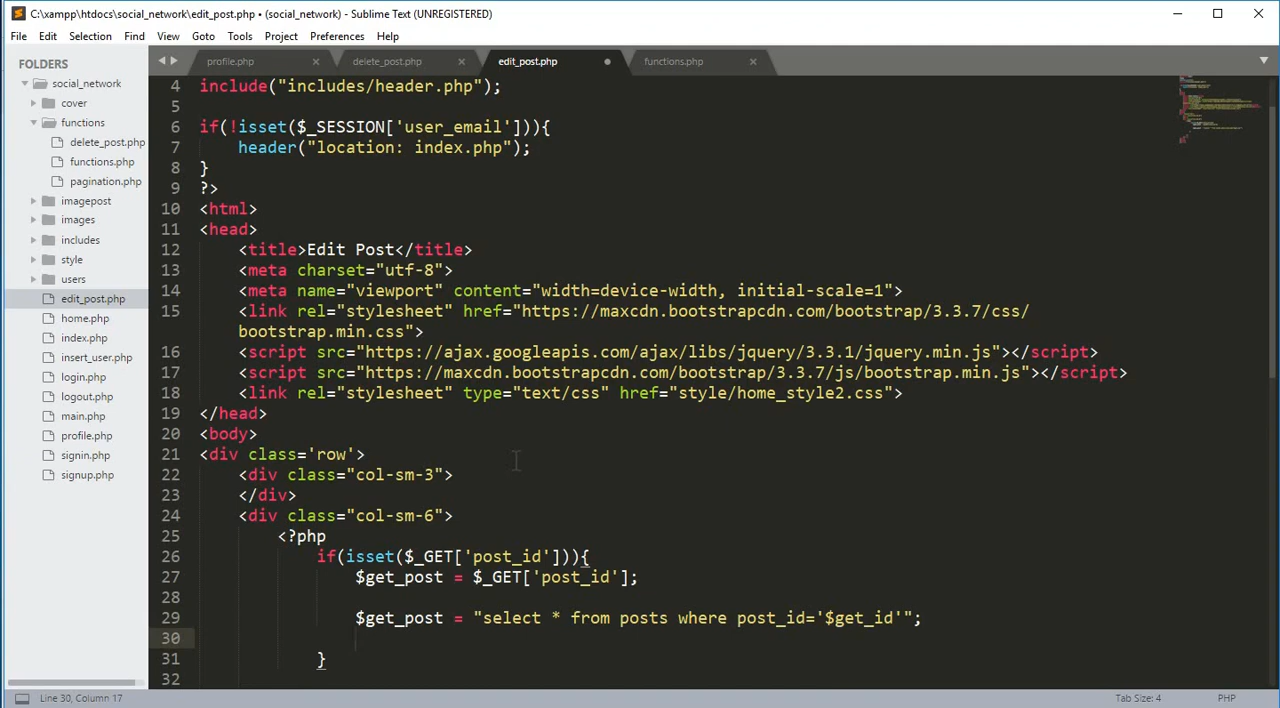 C:\xampp\htdocs\social_network\edit_post.php • (social_network) - Sublime Text (UNREGISTERED)
File Edit Selection Find View Goto Tools Project Preferences Help
FOLDERS
social_network
cover
functions
delete_post.php
functions.php
pagination.php
imagepost
images
includes
style
users
edit_post.php
home.php
index.php
insert_user.php
login.php
logout.php
main.php
profile.php
signin.php
signup.php
profile.php delete_post.php edit_post.php functions.php
4 include("includes/header.php");
5
6 if(!isset($_SESSION['user_email'])){
7 header("location: index.php");
8 }
9 ?>
10 <html>
11 <head>
12 <title>Edit Post</title>
13 <meta charset="utf-8">
14 <meta name="viewport" content="width=device-width, initial-scale=1">
15 <link rel="stylesheet" href="https://maxcdn.bootstrapcdn.com/bootstrap/3.3.7/css/
bootstrap.min.css">
16 <script src="https://ajax.googleapis.com/ajax/libs/jquery/3.3.1/jquery.min.js"></script>
17 <script src="https://maxcdn.bootstrapcdn.com/bootstrap/3.3.7/js/bootstrap.min.js"></script>
18 <link rel="stylesheet" type="text/css" href="style/home_style2.css">
19 </head>
20 <body>
21 <div class='row'>
22 <div class="col-sm-3">
23 </div>
24 <div class="col-sm-6">
25 <?php
26 if(isset($_GET['post_id'])){
27 $get_post = $_GET['post_id'];
28
29 $get_post = "select * from posts where post_id='$get_id'";
30
31 }
32
Line 30, Column 17
Tab Size: 4
PHP